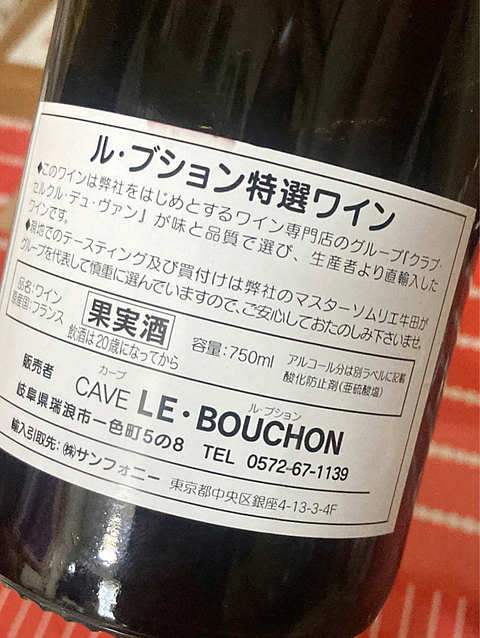 ル・ブション特選ワイン
◆このワインは弊社をはじめとするワイン専門店のグループ『クラブ・
セルクル・デュ・ヴァン』が味と品質で選び、生産者より直輸入した
ワインです。
◆現地でのテースティング及び買付けは弊社のマスターソムリエ牛田が
グループを代表して慎重に選んでいますので、ご安心しておたのしみ下さいませ。
品名:ワイン
原産国:フランス
果実酒
飲酒は20歳になってから
容量:750ml
アルコール分は別ラベルに記載
酸化防止剤(亜硫酸塩)
販売者
カーブ ル・ブション
CAVE LE・BOUCHON
岐阜県瑞浪市一色町5の8 TEL 0572-67-1139
輸入引取先:㈱サンフォニー 東京都中央区銀座4-13-3-4F